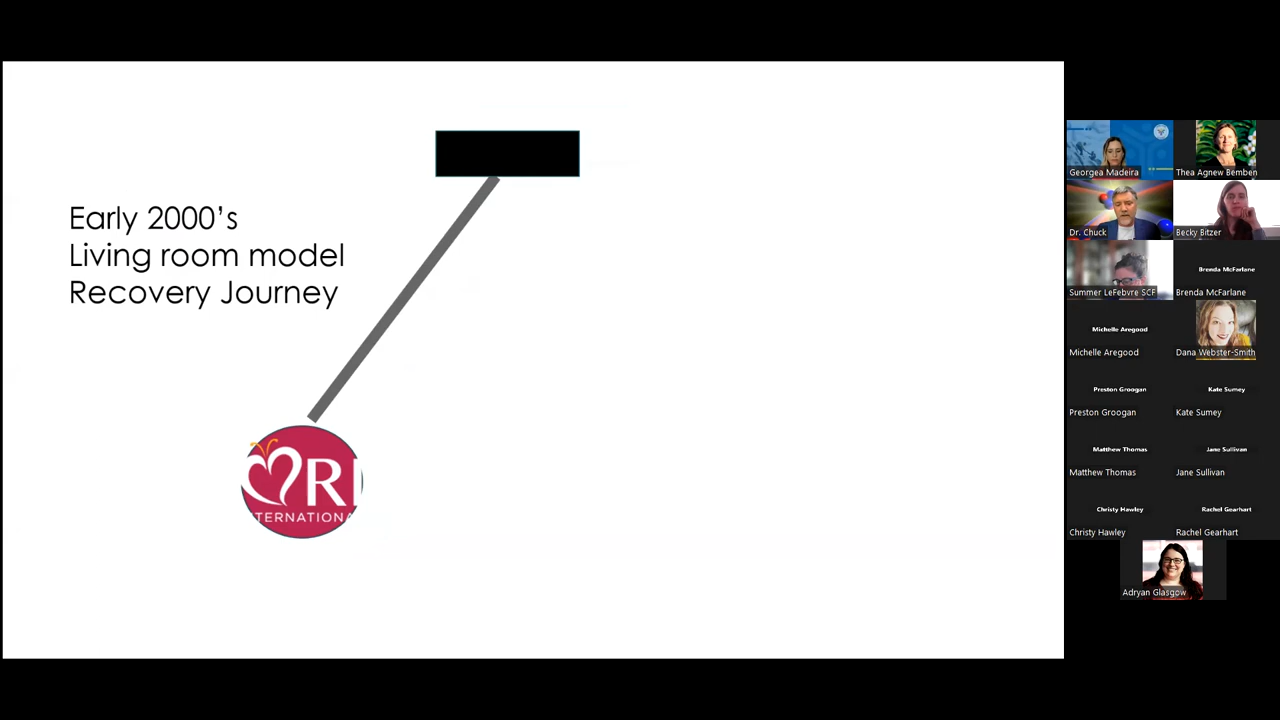 Early 2000's
Living room model
Recovery Journey
RI
TERNATIONA
Georgea Madeira
Thea Agnew Bemben
Dr. Chuck
Becky Bitzer
Summer LeFebvre SCF
Brenda McFarlane
Brenda McFarlane
Michelle Aregood
Michelle Aregood
Dana Webster-Smith
Preston Groogan
Kate Sumey
Preston Groogan
Kate Sumey
Matthew Thomas
Jane Sullivan
Matthew Thomas
Jane Sullivan
Christy Hawley
Rachel Gearhart
Christy Hawley
Rachel Gearhart
Adryan Glasgow